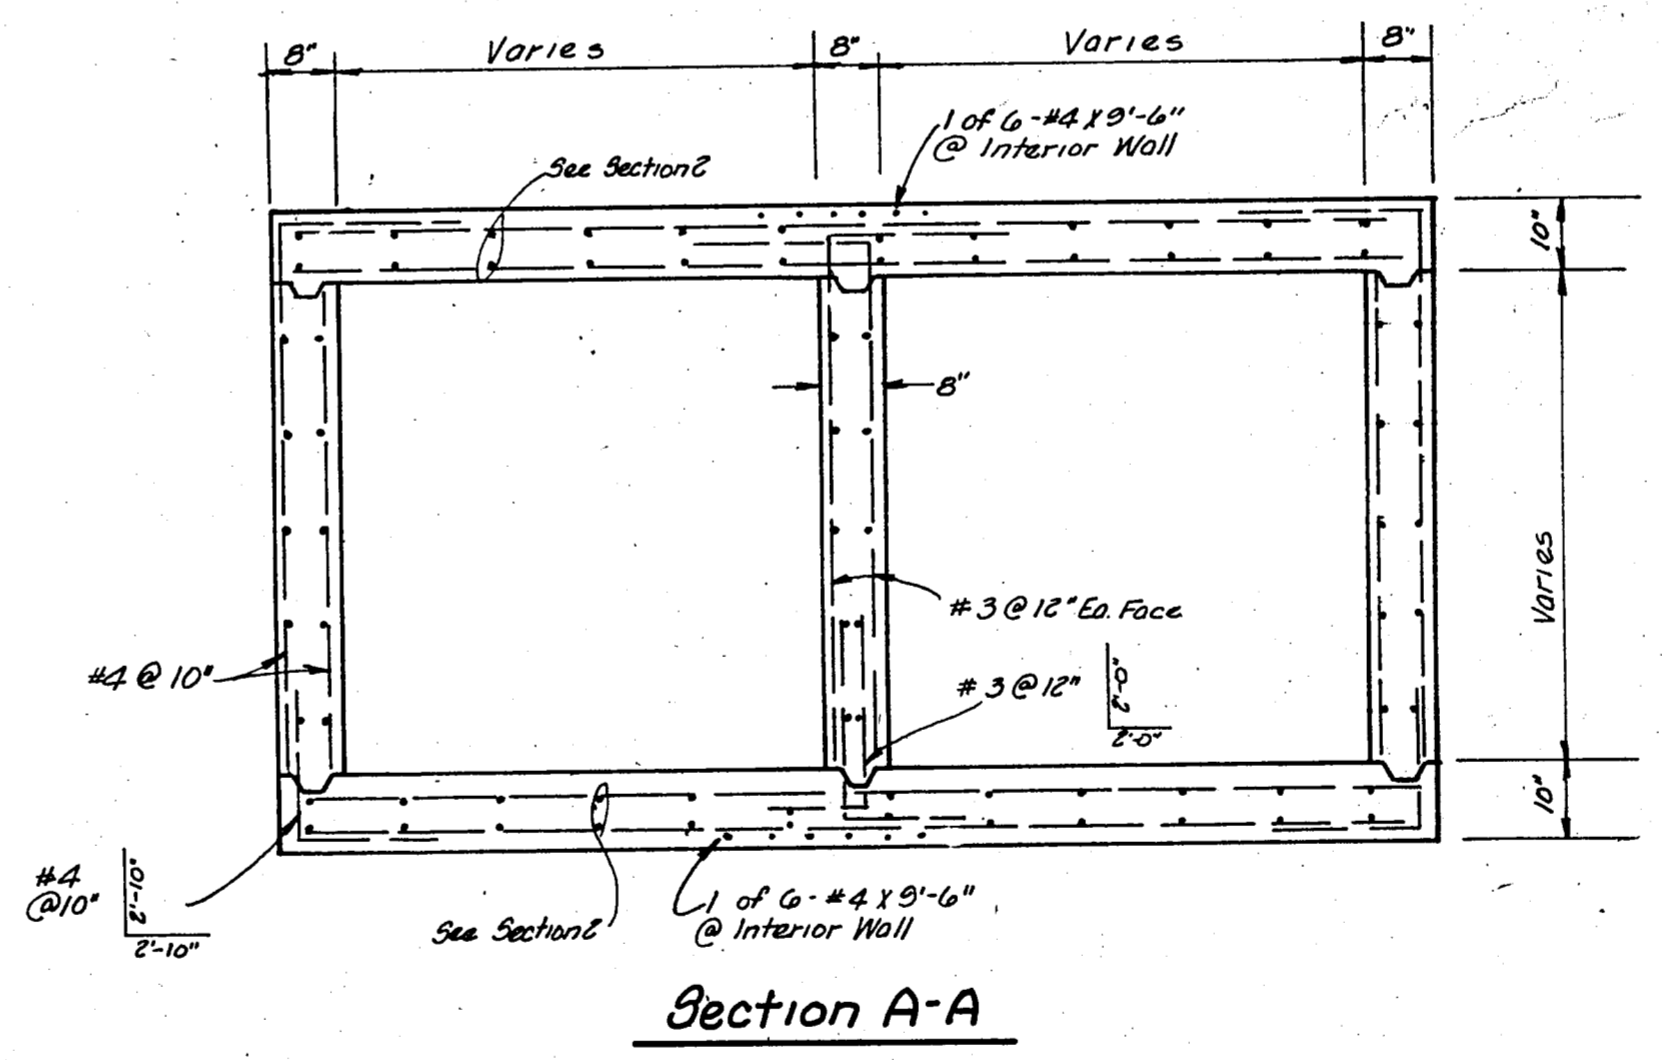 8" Varies 8" Varies 8"
1 of 6-#4 X 9'-6"
@ Interior Wall
See Section 2
10"
8"
Varies
#3 @ 12" Ea. Face
#4 @ 10"
#3 @ 12"
2'-0"
2'-0"
10"
#4
@10"
2'-10"
2'-10"
See Section 2
1 of 6-#4 X 9'-6"
@ Interior Wall
Section A-A